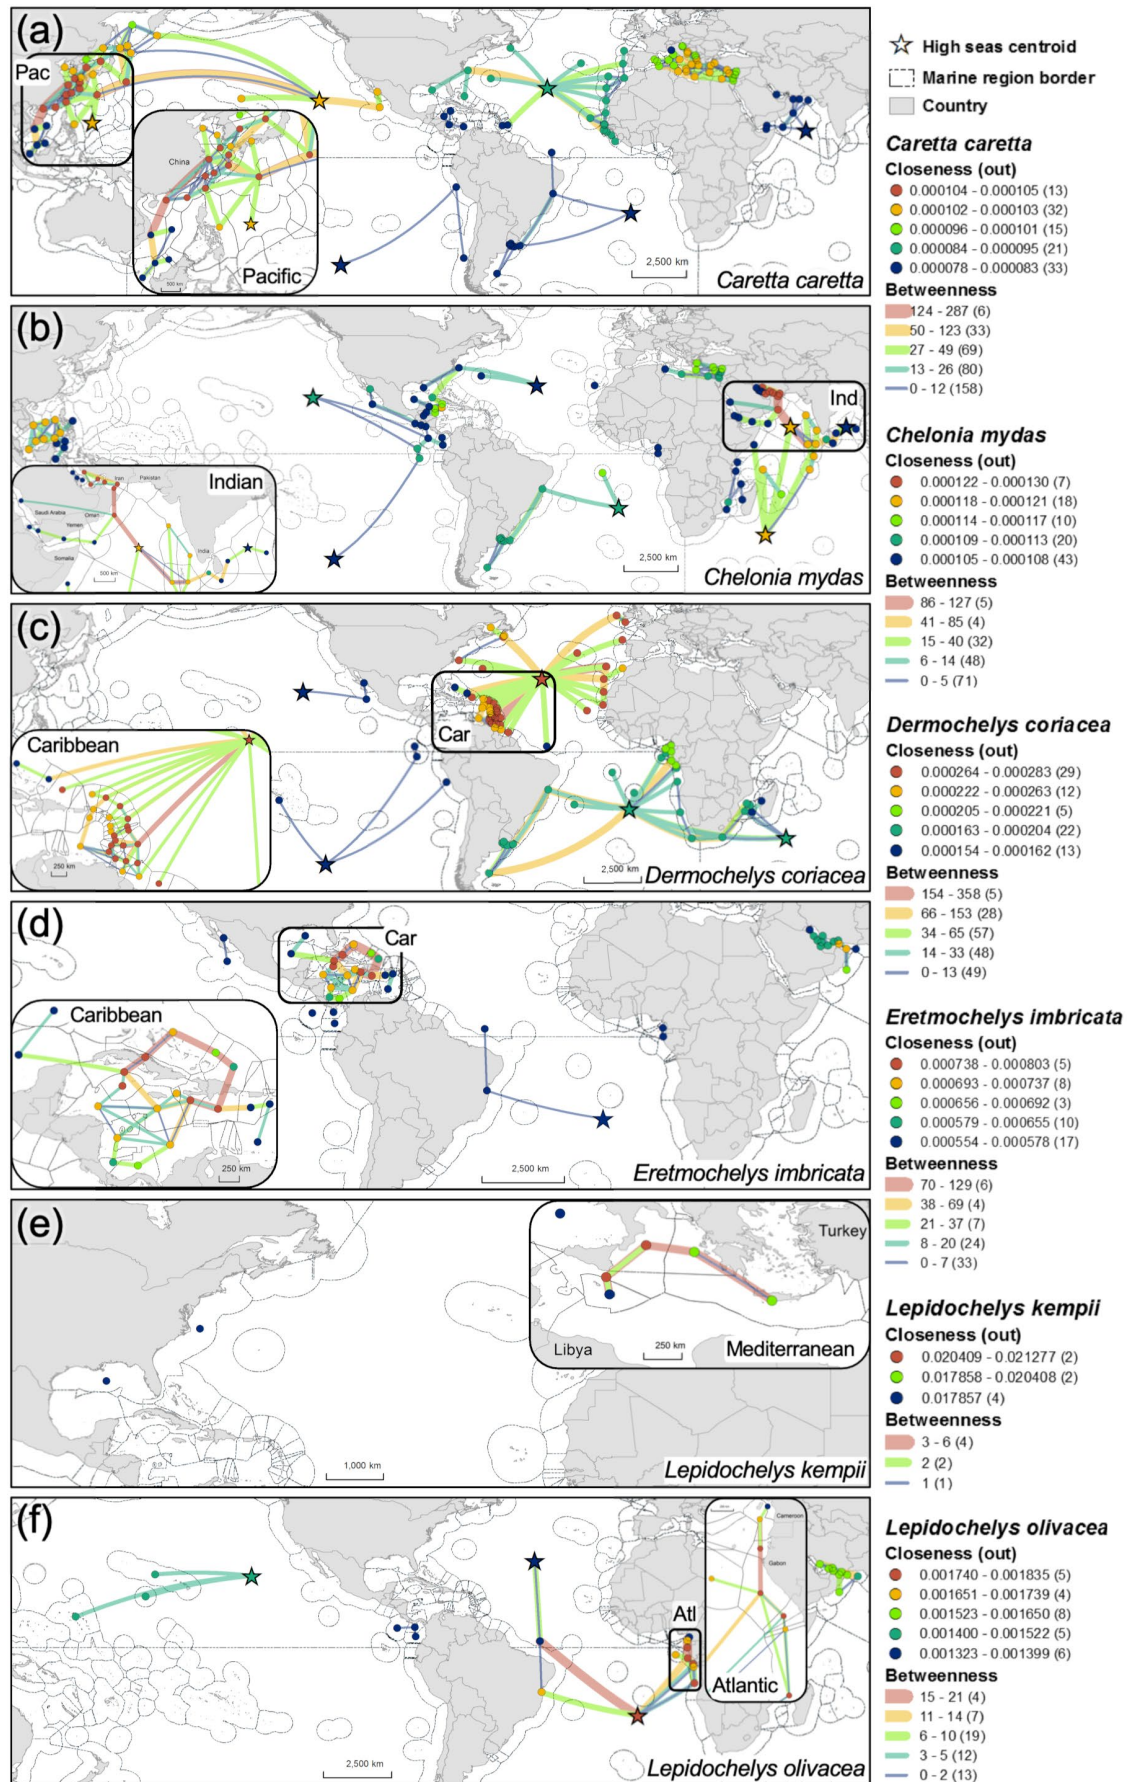 (a)
Pac
China
500 km
Pacific
2,500 km
Caretta caretta
(b)
Ind
Indian
Iran
Pakistan
Saudi Arabia
Oman
Yemen
India
Somalia
500 km
2,500 km
Chelonia mydas
(c)
Car
Caribbean
250 km
2,500 km
Dermochelys coriacea
(d)
Car
Caribbean
250 km
2,500 km
Eretmochelys imbricata
(e)
Turkey
Libya
250 km
Mediterranean
1,000 km
Lepidochelys kempii
(f)
Cameroon
Gabon
Atl
Atlantic
2,500 km
Lepidochelys olivacea
High seas centroid
Marine region border
Country
Caretta caretta
Closeness (out)
0.000104 - 0.000105 (13)
0.000102 - 0.000103 (32)
0.000096 - 0.000101 (15)
0.000084 - 0.000095 (21)
0.000078 - 0.000083 (33)
Betweenness
124 - 287 (6)
50 - 123 (33)
27 - 49 (69)
13 - 26 (80)
0 - 12 (158)
Chelonia mydas
Closeness (out)
0.000122 - 0.000130 (7)
0.000118 - 0.000121 (18)
0.000114 - 0.000117 (10)
0.000109 - 0.000113 (20)
0.000105 - 0.000108 (43)
Betweenness
86 - 127 (5)
41 - 85 (4)
15 - 40 (32)
6 - 14 (48)
0 - 5 (71)
Dermochelys coriacea
Closeness (out)
0.000264 - 0.000283 (29)
0.000222 - 0.000263 (12)
0.000205 - 0.000221 (5)
0.000163 - 0.000204 (22)
0.000154 - 0.000162 (13)
Betweenness
154 - 358 (5)
66 - 153 (28)
34 - 65 (57)
14 - 33 (48)
0 - 13 (49)
Eretmochelys imbricata
Closeness (out)
0.000738 - 0.000803 (5)
0.000693 - 0.000737 (8)
0.000656 - 0.000692 (3)
0.000579 - 0.000655 (10)
0.000554 - 0.000578 (17)
Betweenness
70 - 129 (6)
38 - 69 (4)
21 - 37 (7)
8 - 20 (24)
0 - 7 (33)
Lepidochelys kempii
Closeness (out)
0.020409 - 0.021277 (2)
0.017858 - 0.020408 (2)
0.017857 (4)
Betweenness
3 - 6 (4)
2 (2)
1 (1)
Lepidochelys olivacea
Closeness (out)
0.001740 - 0.001835 (5)
0.001651 - 0.001739 (4)
0.001523 - 0.001650 (8)
0.001400 - 0.001522 (5)
0.001323 - 0.001399 (6)
Betweenness
15 - 21 (4)
11 - 14 (7)
6 - 10 (19)
3 - 5 (12)
0 - 2 (13)